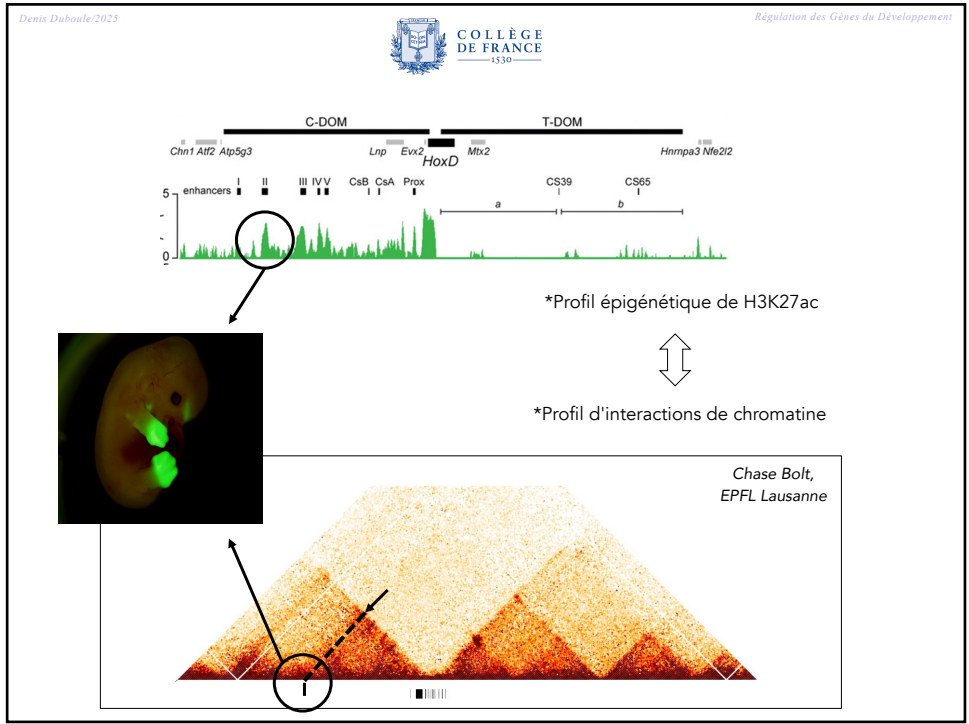 Denis Duboule/2025
Régulation des Gènes du Développement
COLLÈGE
DE FRANCE
1530
C-DOM
T-DOM
Chn1 Atf2 Atp5g3
Lnp
Evx2
HoxD
Mtx2
Hnrnpa3 Nfe2l2
enhancers
I
II
III
IV
V
CsB
CsA
Prox
CS39
CS65
5
a
b
0
*Profil épigénétique de H3K27ac
*Profil d'interactions de chromatine
Chase Bolt,
EPFL Lausanne